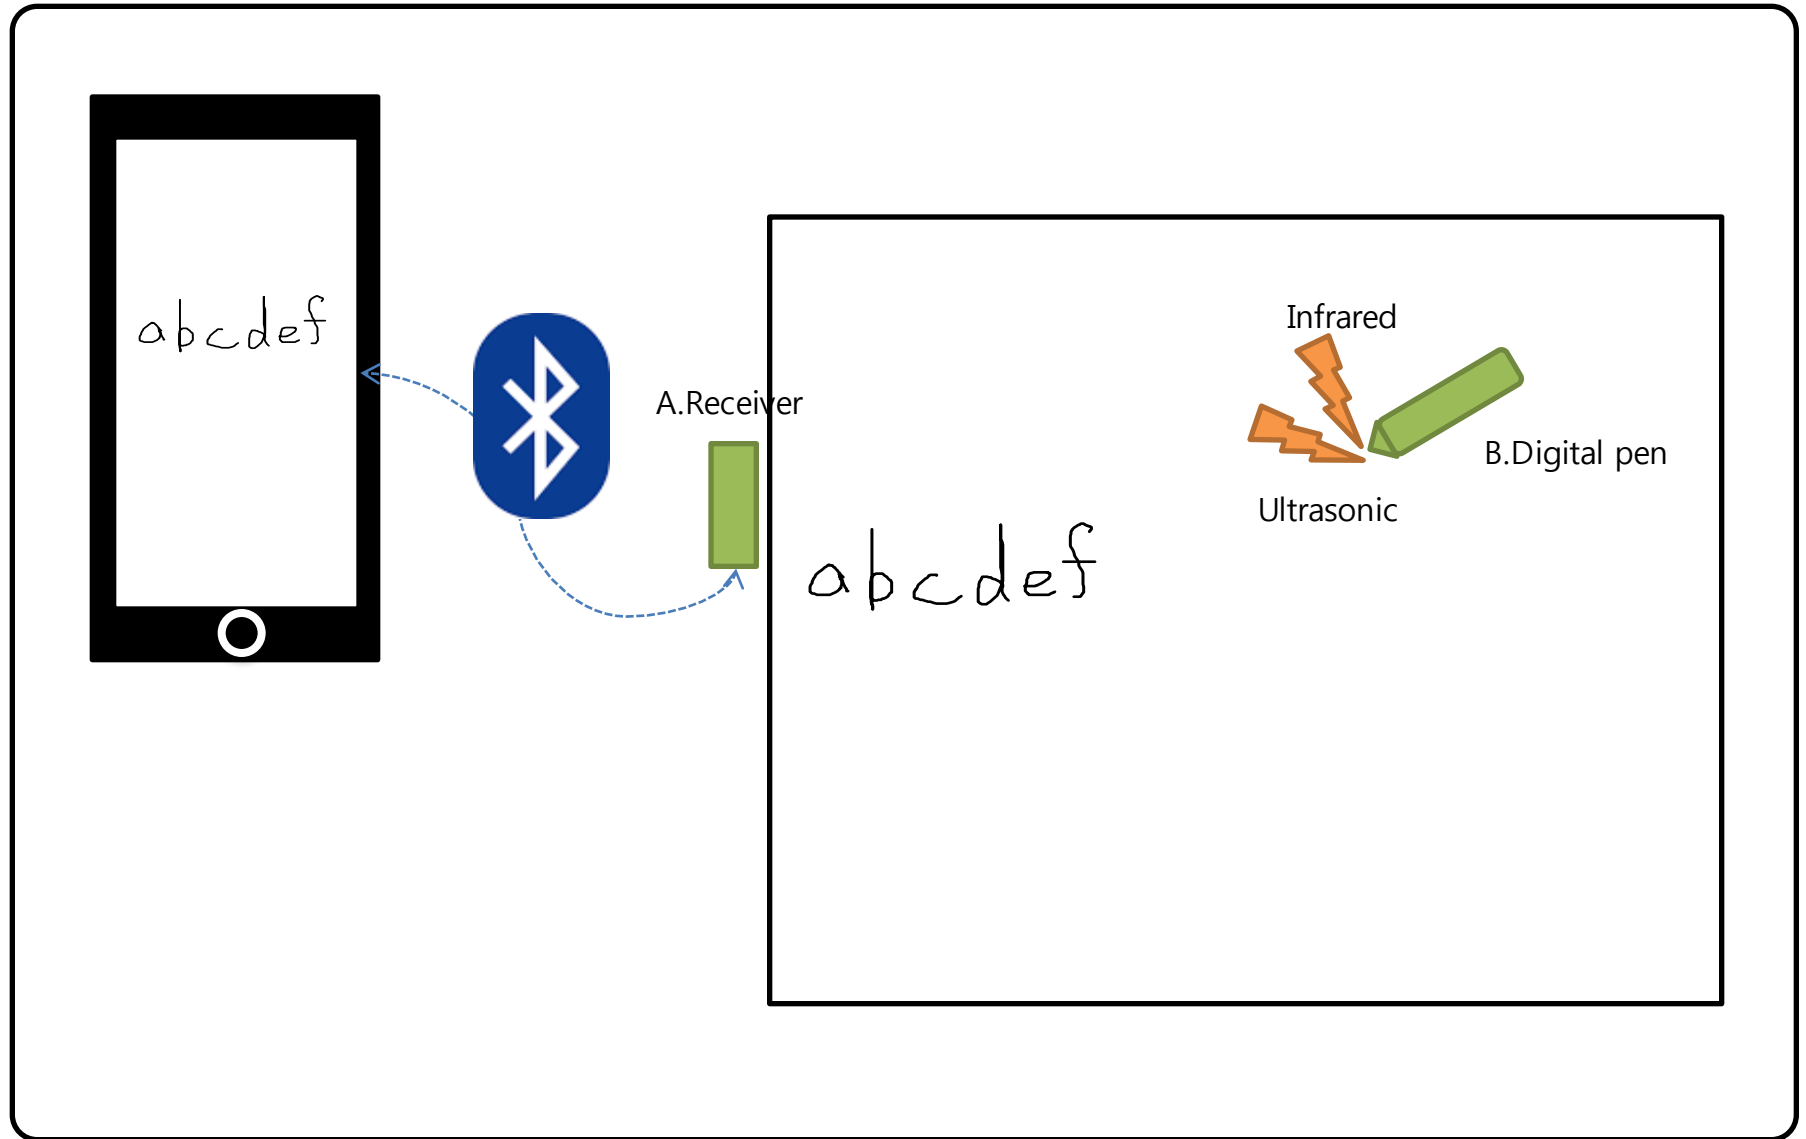 abcdef
Infrared
A.Receiver
B.Digital pen
Ultrasonic
abcdef